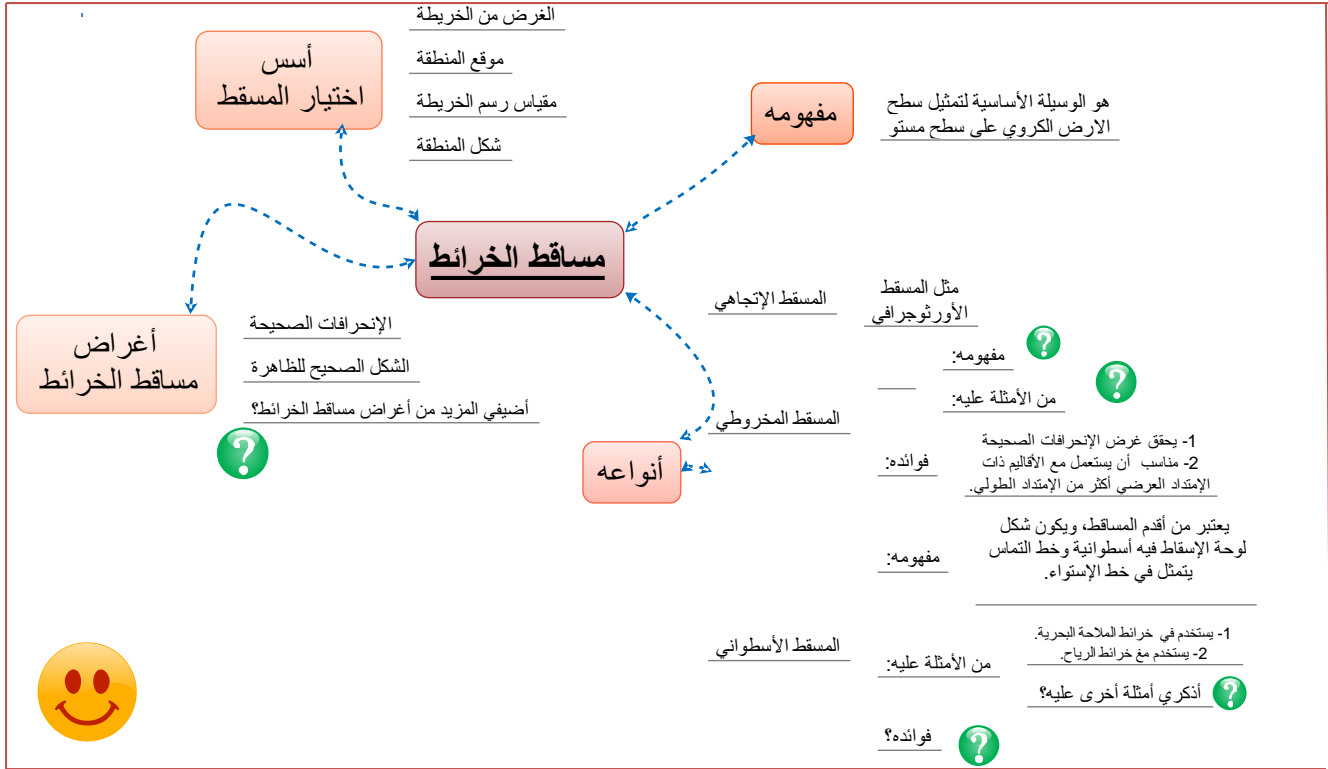 مساقط الخرائط
مفهومه
هو الوسيلة الأساسية لتمثيل سطح
الارض الكروي على سطح مستو
أسس
اختيار المسقط
الغرض من الخريطة
موقع المنطقة
مقياس رسم الخريطة
شكل المنطقة
أغراض
مساقط الخرائط
الإنحرافات الصحيحة
الشكل الصحيح للظاهرة
أضيفي المزيد من أغراض مساقط الخرائط؟
?
أنواعه
المسقط الإتجاهي
مثل المسقط
الأورثوجرافي
المسقط المخروطي
مفهومه:
?
من الأمثلة عليه:
?
فوائده:
1- يحقق غرض الإنحرافات الصحيحة
2- مناسب أن يستعمل مع الأقاليم ذات
الإمتداد العرضي أكثر من الإمتداد الطولي.
المسقط الأسطواني
مفهومه:
يعتبر من أقدم المساقط، ويكون شكل
لوحة الإسقاط فيه أسطوانية وخط التماس
يتمثل في خط الإستواء.
من الأمثلة عليه:
1- يستخدم في خرائط الملاحة البحرية.
2- يستخدم مغ خرائط الرياح.
أذكري أمثلة أخرى عليه؟
?
فوائده؟
?